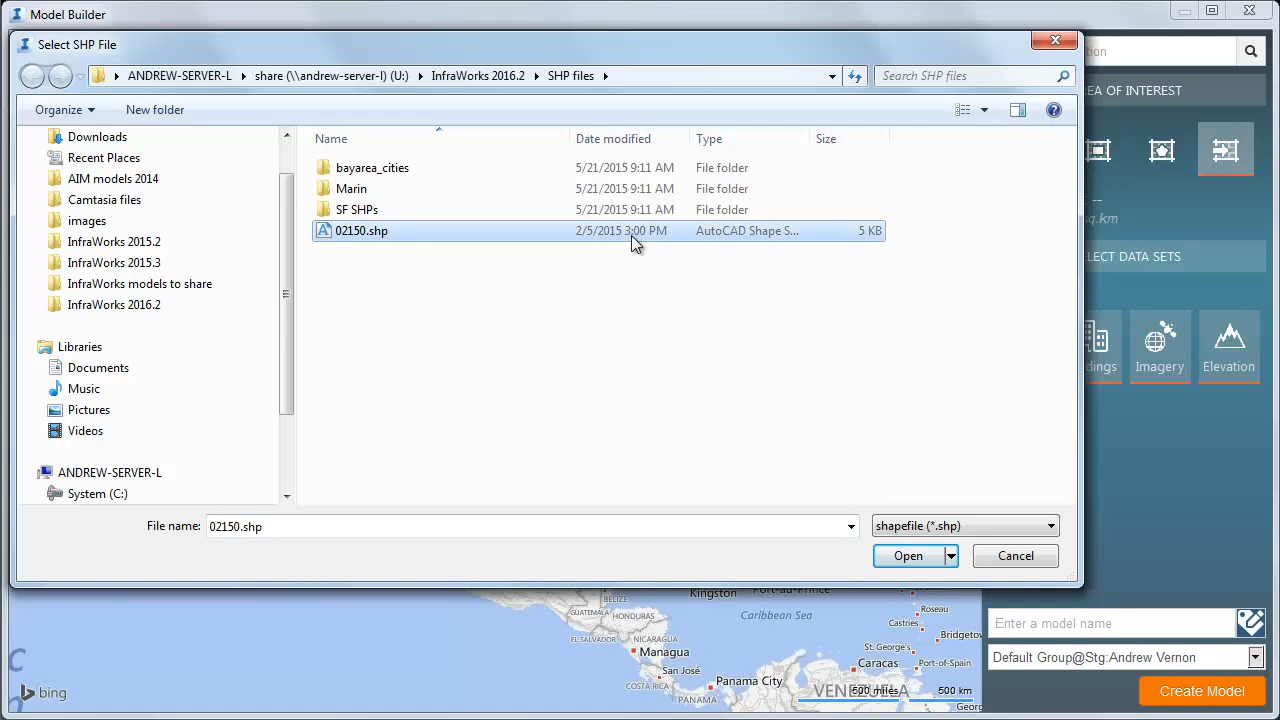 Model Builder
Select SHP File
ANDREW-SERVER-L share (\\andrew-server-l) (U:) InfraWorks 2016.2 SHP files
Search SHP files
Organize New folder
Downloads
Recent Places
AIM models 2014
Camtasia files
images
InfraWorks 2015.2
InfraWorks 2015.3
InfraWorks models to share
InfraWorks 2016.2
Libraries
Documents
Music
Pictures
Videos
ANDREW-SERVER-L
System (C:)
Name Date modified Type Size
bayarea_cities 5/21/2015 9:11 AM File folder
Marin 5/21/2015 9:11 AM File folder
SF SHPs 5/21/2015 9:11 AM File folder
02150.shp 2/5/2015 AutoCAD Shape S... 5 KB
File name: 02150.shp
shapefile (*.shp)
Open Cancel
EA OF INTEREST
--
sq.km
ELECT DATA SETS
dings Imagery Elevation
Enter a model name
Default Group@Stg:Andrew Vernon
Create Model
BELIZE
GUATEMALA
HONDURAS
EL SALVADOR
NICARAGUA
Managua
San José
COSTA RICA
PANAMA
Panama City
Kingston
Port-au-Prince
Caribbean Sea
Roseau
Castries
Bridgetow
St. George's
Caracas
Port-of-Spain
VENEZUELA
Georg
500 miles 500 km
bing